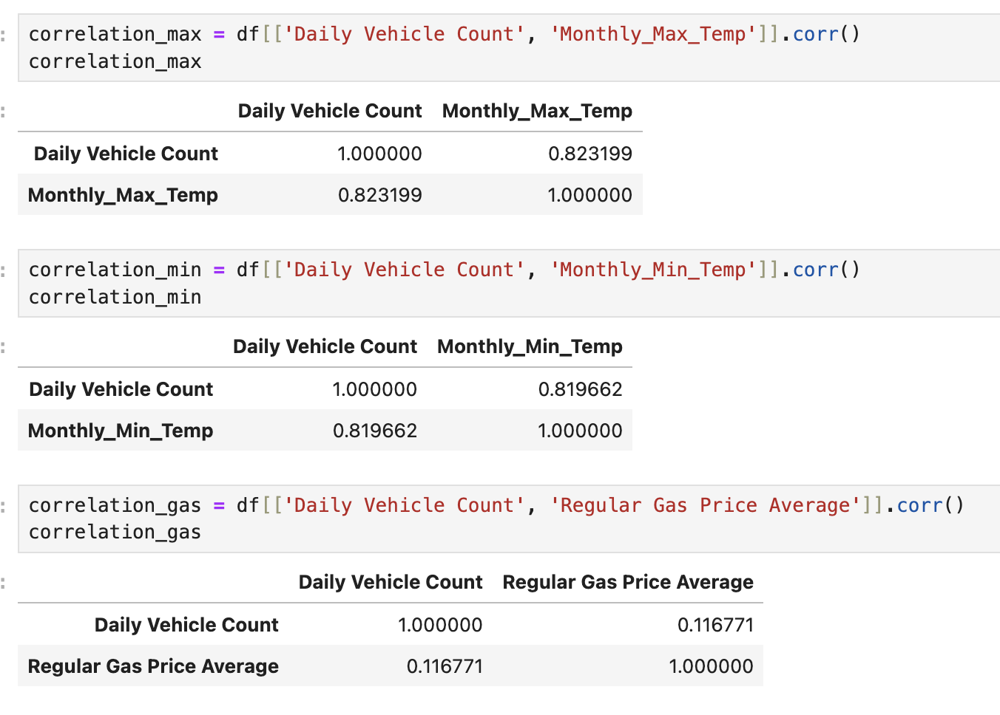 correlation_max = df[['Daily Vehicle Count', 'Monthly_Max_Temp']].corr()
correlation_max
Daily Vehicle Count Monthly_Max_Temp
Daily Vehicle Count 1.000000 0.823199
Monthly_Max_Temp 0.823199 1.000000
correlation_min = df[['Daily Vehicle Count', 'Monthly_Min_Temp']].corr()
correlation_min
Daily Vehicle Count Monthly_Min_Temp
Daily Vehicle Count 1.000000 0.819662
Monthly_Min_Temp 0.819662 1.000000
correlation_gas = df[['Daily Vehicle Count', 'Regular Gas Price Average']].corr()
correlation_gas
Daily Vehicle Count Regular Gas Price Average
Daily Vehicle Count 1.000000 0.116771
Regular Gas Price Average 0.116771 1.000000